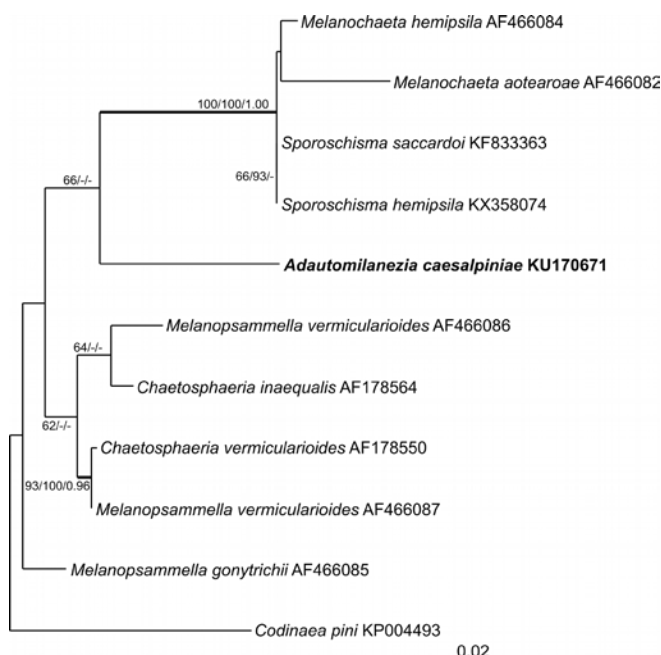 Melanochaeta hemipsila AF466084
Melanochaeta aotearoae AF466082
100/100/1.00
Sporoschisma saccardoi KF833363
66/93/-
Sporoschisma hemipsila KX358074
66/-/-
Adautomilanezia caesalpiniae KU170671
Melanopsammella vermicularioides AF466086
64/-/-
Chaetosphaeria inaequalis AF178564
62/-/-
Chaetosphaeria vermicularioides AF178550
93/100/0.96
Melanopsammella vermicularioides AF466087
Melanopsammella gonytrichii AF466085
Codinaea pini KP004493
0.02